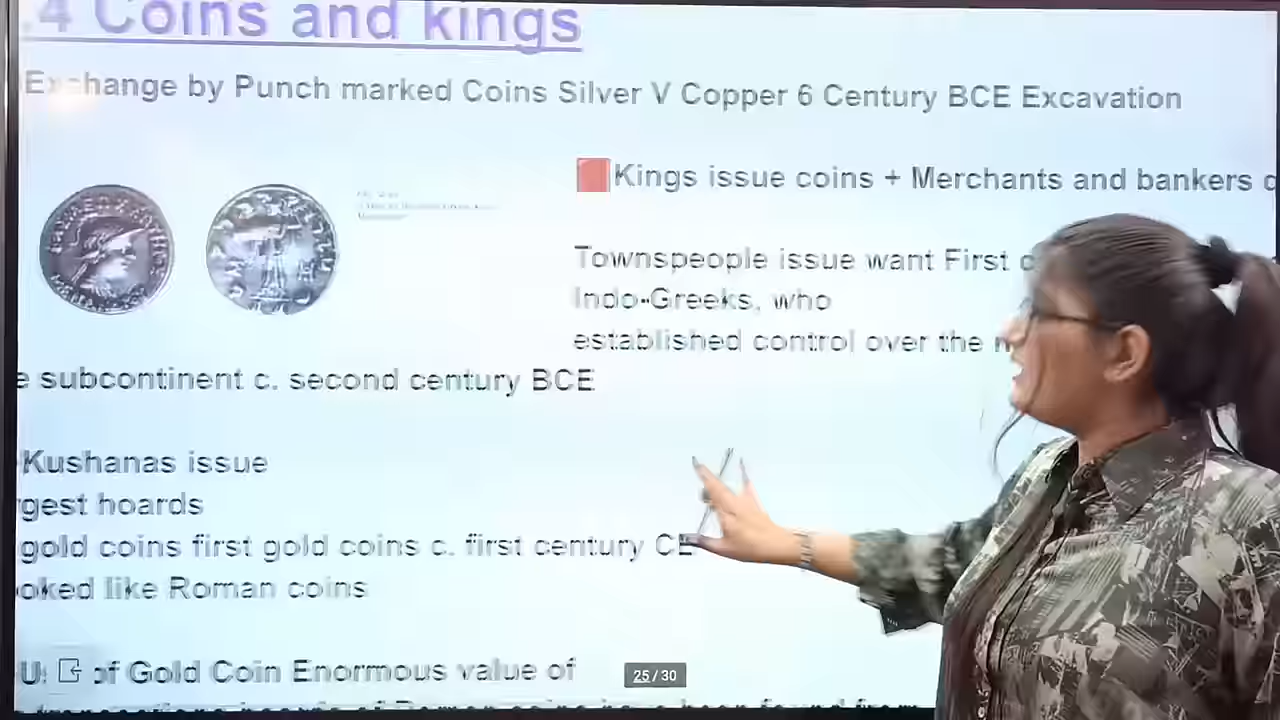 .4 Coins and kings
Exchange by Punch marked Coins Silver V Copper 6 Century BCE Excavation
Kings issue coins + Merchants and bankers
Townspeople issue want First
Indo-Greeks, who
established control over the
subcontinent c. second century BCE
Kushanas issue
gest hoards
gold coins first gold coins c. first century CE
oked like Roman coins
of Gold Coin Enormous value of
25 / 30